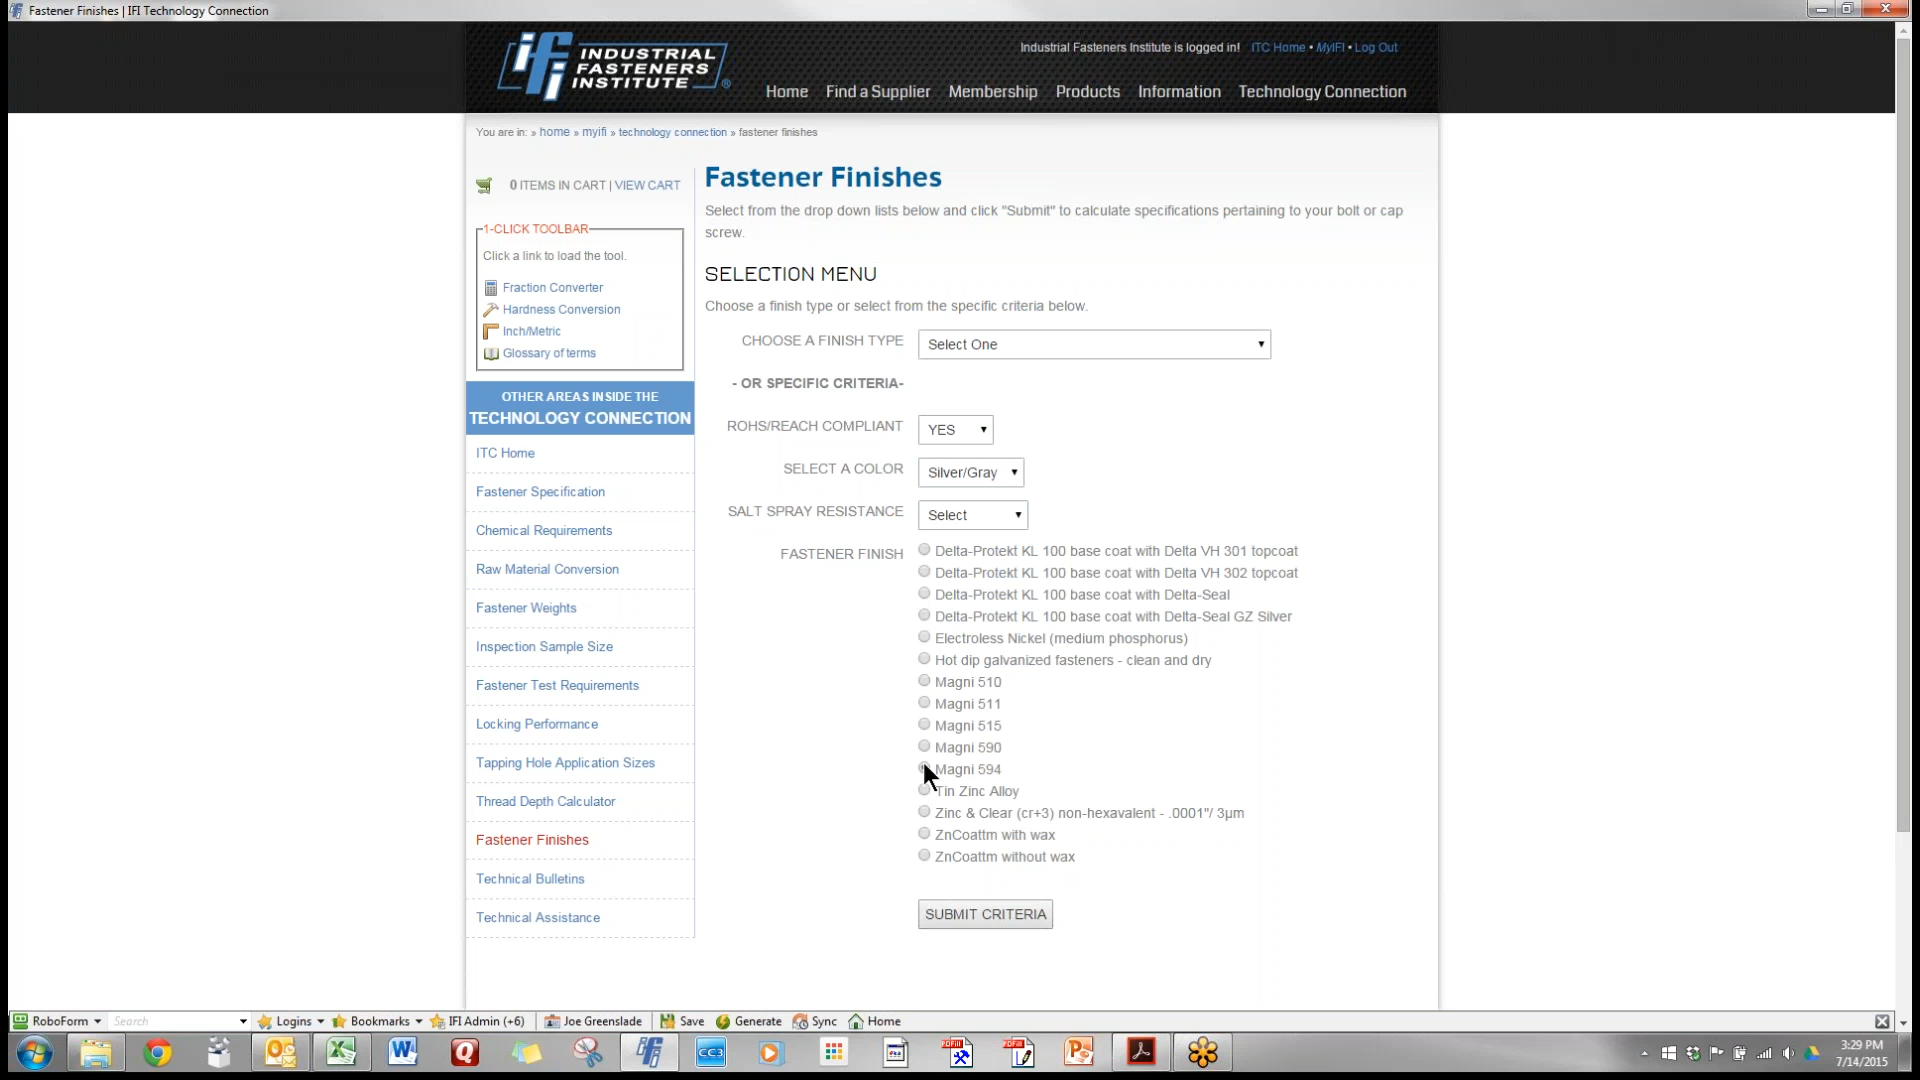 Fastener Finishes | IFI Technology Connection
ifi INDUSTRIAL FASTENERS INSTITUTE ®
Industrial Fasteners Institute is logged in! ITC Home • MyIFI • Log Out
Home Find a Supplier Membership Products Information Technology Connection
You are in: » home » myifi » technology connection » fastener finishes
0 ITEMS IN CART | VIEW CART
1-CLICK TOOLBAR
Click a link to load the tool.
Fraction Converter
Hardness Conversion
Inch/Metric
Glossary of terms
OTHER AREAS INSIDE THE
TECHNOLOGY CONNECTION
ITC Home
Fastener Specification
Chemical Requirements
Raw Material Conversion
Fastener Weights
Inspection Sample Size
Fastener Test Requirements
Locking Performance
Tapping Hole Application Sizes
Thread Depth Calculator
Fastener Finishes
Technical Bulletins
Technical Assistance
Fastener Finishes
Select from the drop down lists below and click "Submit" to calculate specifications pertaining to your bolt or cap
screw.
SELECTION MENU
Choose a finish type or select from the specific criteria below.
CHOOSE A FINISH TYPE Select One
- OR SPECIFIC CRITERIA-
ROHS/REACH COMPLIANT YES
SELECT A COLOR Silver/Gray
SALT SPRAY RESISTANCE Select
FASTENER FINISH Delta-Protekt KL 100 base coat with Delta VH 301 topcoat
Delta-Protekt KL 100 base coat with Delta VH 302 topcoat
Delta-Protekt KL 100 base coat with Delta-Seal
Delta-Protekt KL 100 base coat with Delta-Seal GZ Silver
Electroless Nickel (medium phosphorus)
Hot dip galvanized fasteners - clean and dry
Magni 510
Magni 511
Magni 515
Magni 590
Magni 594
Tin Zinc Alloy
Zinc & Clear (cr+3) non-hexavalent - .0001"/ 3µm
ZnCoattm with wax
ZnCoattm without wax
SUBMIT CRITERIA
RoboForm Search Logins Bookmarks IFI Admin (+6) Joe Greenslade Save Generate Sync Home
CC3
3:29 PM
7/14/2015